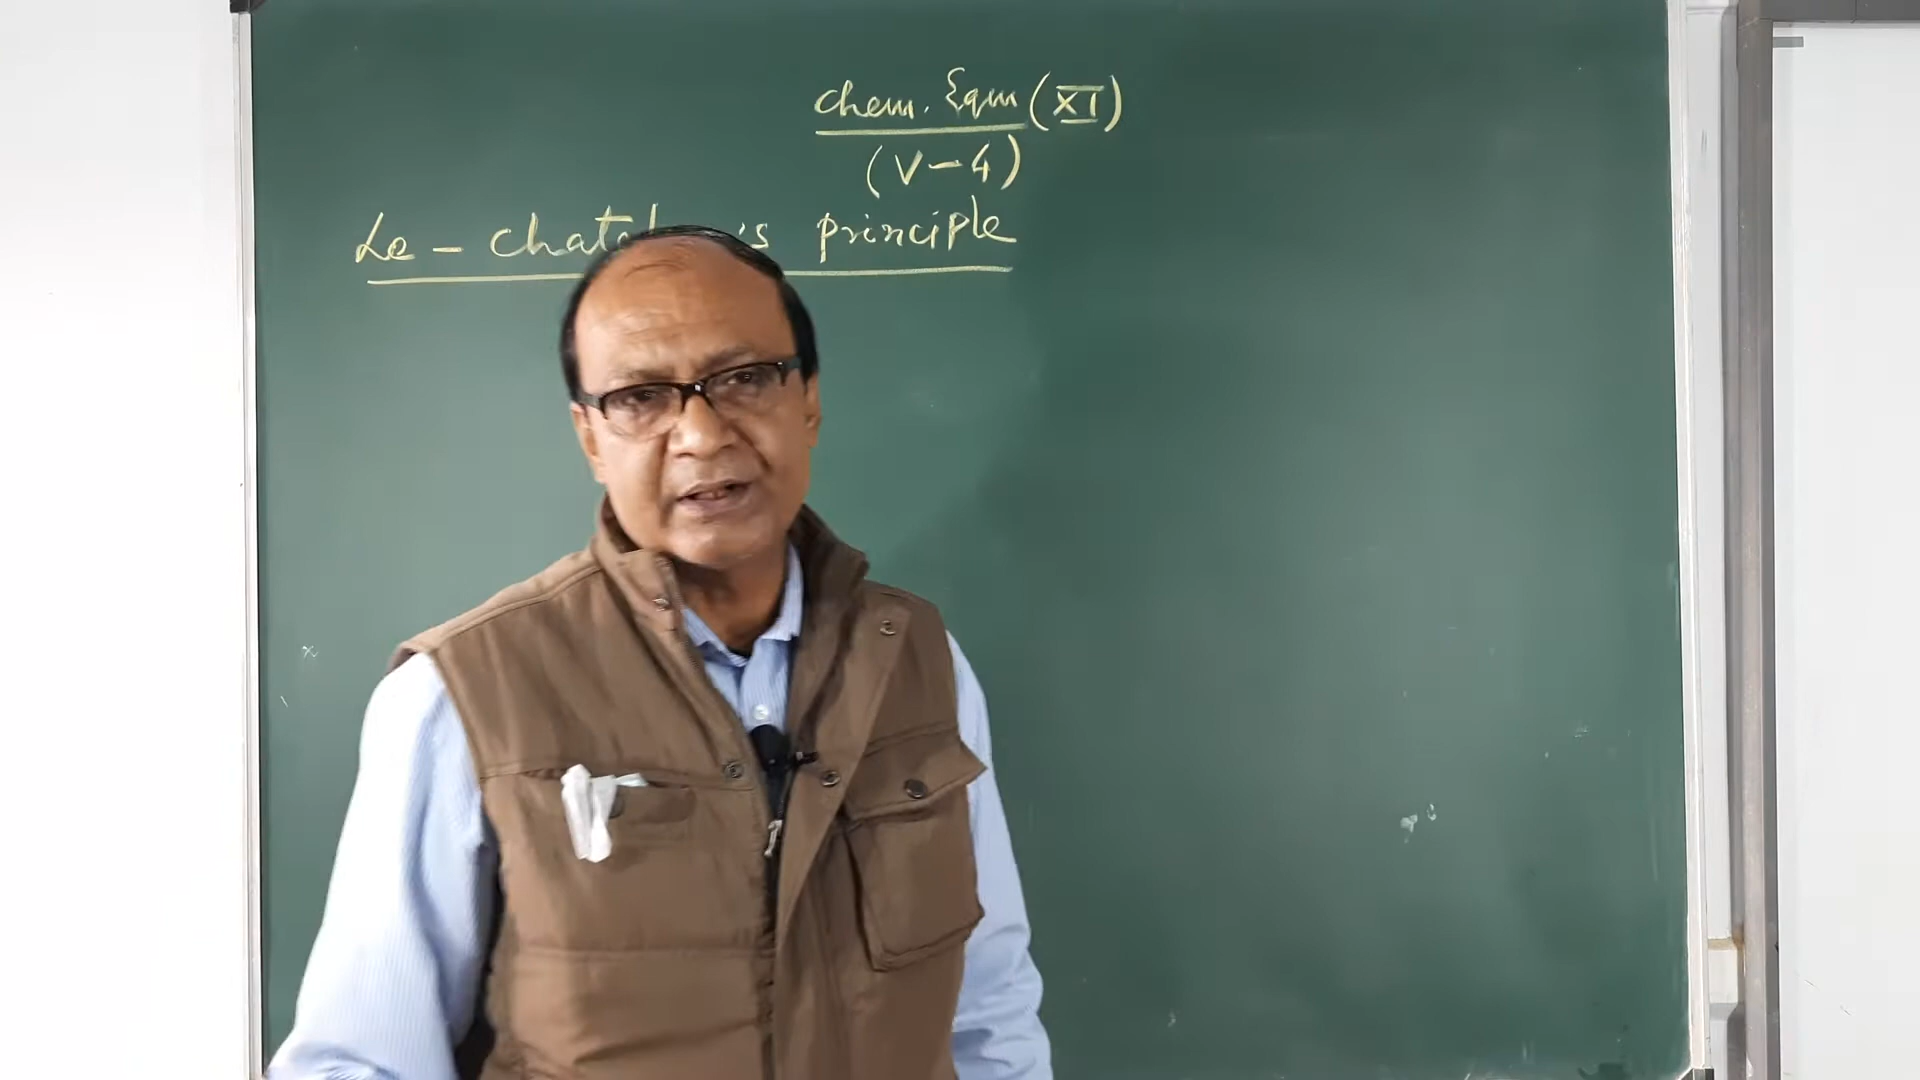 Chem. Eqm (XI)
(V-4)
Le - Chat 's principle